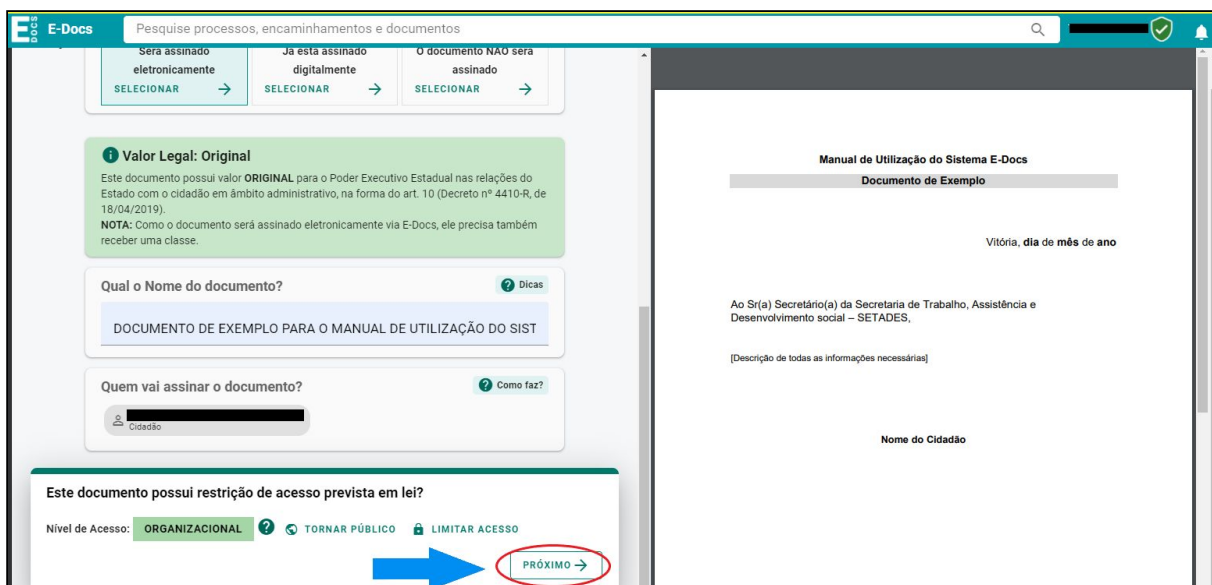 E-Docs
E-DOCS
Pesquise processos, encaminhamentos e documentos
Será assinado
eletronicamente
SELECIONAR
Já está assinado
digitalmente
SELECIONAR
O documento NÃO será
assinado
SELECIONAR
Valor Legal: Original
Este documento possui valor ORIGINAL para o Poder Executivo Estadual nas relações do
Estado com o cidadão em âmbito administrativo, na forma do art. 10 (Decreto nº 4410-R, de
18/04/2019).
NOTA: Como o documento será assinado eletronicamente via E-Docs, ele precisa também
receber uma classe.
Qual o Nome do documento?
Dicas
DOCUMENTO DE EXEMPLO PARA O MANUAL DE UTILIZAÇÃO DO SIST
Quem vai assinar o documento?
Como faz?
Cidadão
Este documento possui restrição de acesso prevista em lei?
Nível de Acesso: ORGANIZACIONAL TORNAR PÚBLICO LIMITAR ACESSO
PRÓXIMO
Manual de Utilização do Sistema E-Docs
Documento de Exemplo
Vitória, dia de mês de ano
Ao Sr(a) Secretário(a) da Secretaria de Trabalho, Assistência e
Desenvolvimento social – SETADES,
[Descrição de todas as informações necessárias]
Nome do Cidadão